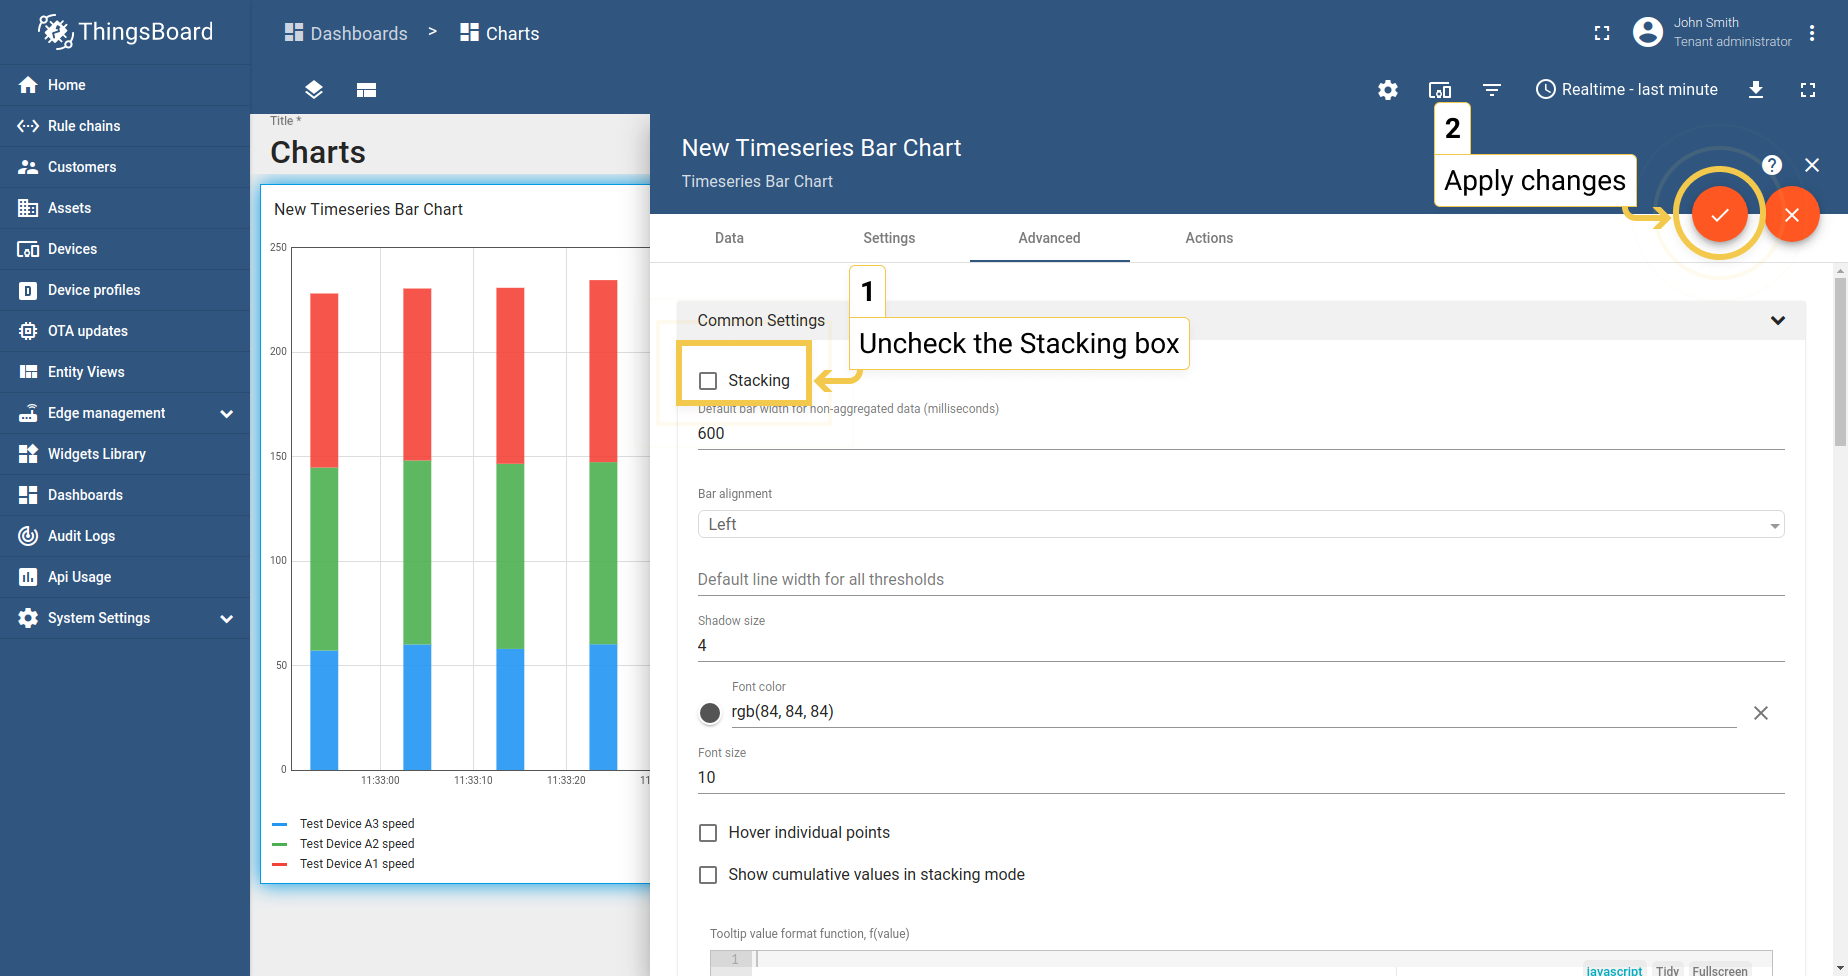 ThingsBoard
Dashboards > Charts
John Smith
Tenant administrator
Home
Rule chains
Customers
Assets
Devices
Device profiles
OTA updates
Entity Views
Edge management
Widgets Library
Dashboards
Audit Logs
Api Usage
System Settings
Realtime - last minute
Title *
Charts
New Timeseries Bar Chart
250
200
150
100
50
0
11:33:00 11:33:10 11:33:20 11
Test Device A3 speed
Test Device A2 speed
Test Device A1 speed
New Timeseries Bar Chart
Timeseries Bar Chart
2
Apply changes
Data Settings Advanced Actions
1
Uncheck the Stacking box
Common Settings
Stacking
Default bar width for non-aggregated data (milliseconds)
600
Bar alignment
Left
Default line width for all thresholds
Shadow size
4
Font color
rgb(84, 84, 84)
Font size
10
Hover individual points
Show cumulative values in stacking mode
Tooltip value format function, f(value)
1
javascript Tidy Fullscreen